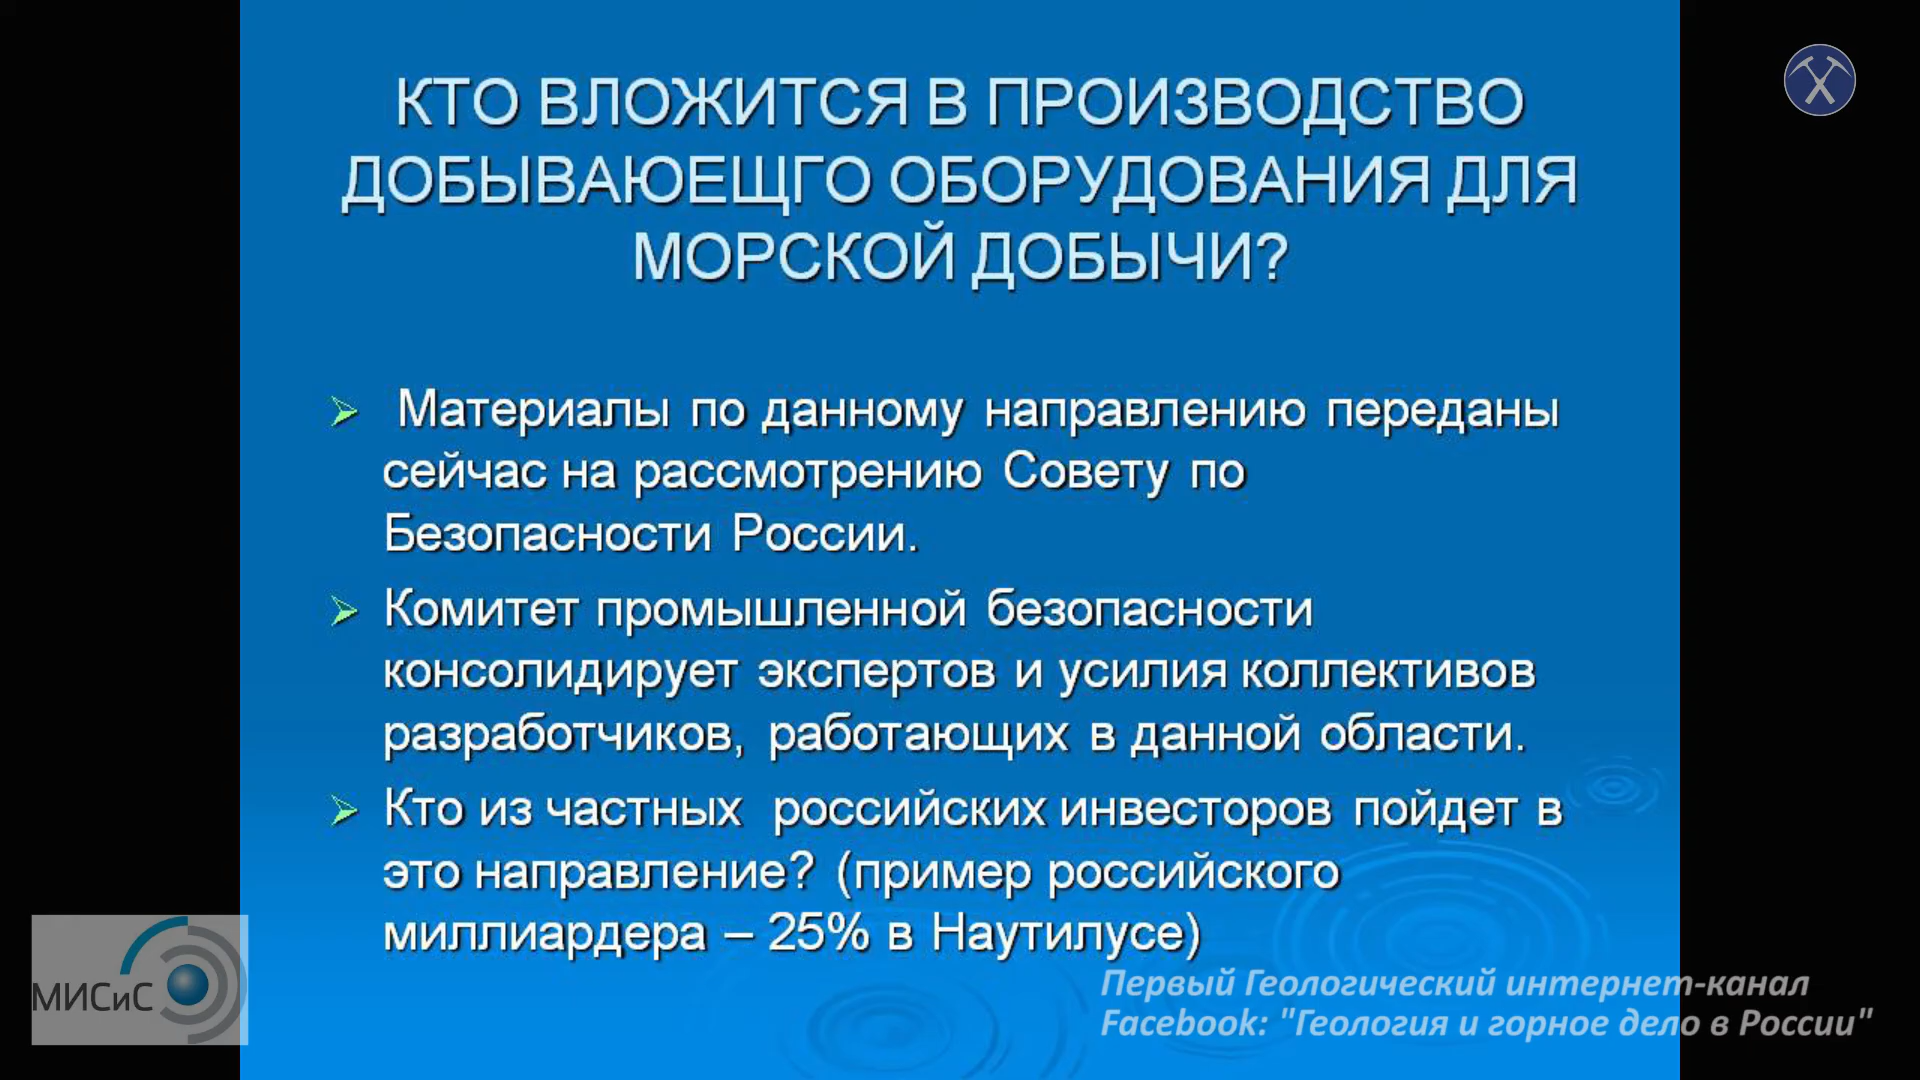 КТО ВЛОЖИТСЯ В ПРОИЗВОДСТВО
ДОБЫВАЮЕЩГО ОБОРУДОВАНИЯ ДЛЯ
МОРСКОЙ ДОБЫЧИ?
Материалы по данному направлению переданы
сейчас на рассмотрению Совету по
Безопасности России.
Комитет промышленной безопасности
консолидирует экспертов и усилия коллективов
разработчиков, работающих в данной области.
Кто из частных российских инвесторов пойдет в
это направление? (пример российского
миллиардера – 25% в Наутилусе)
МИСиС
Первый Геологический интернет-канал
Facebook: "Геология и горное дело в России"